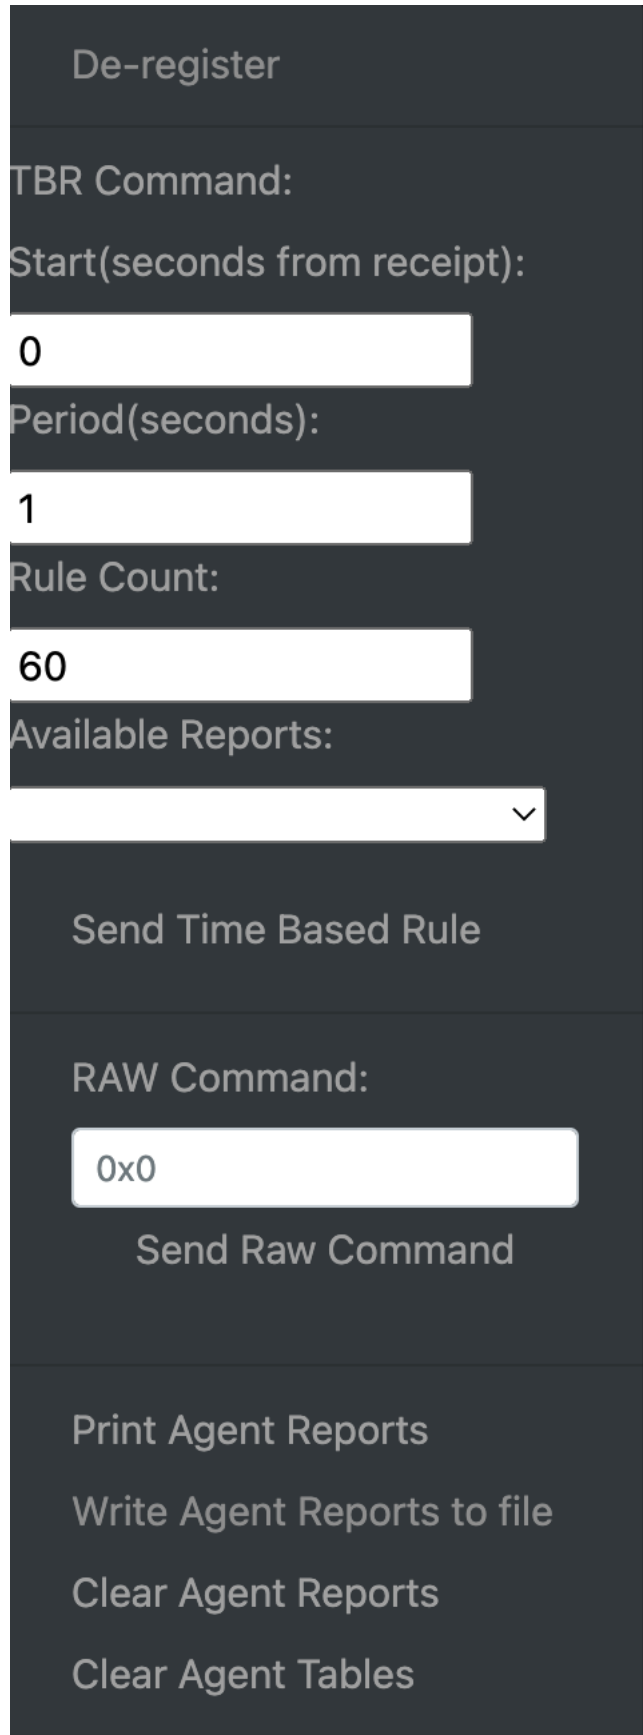 De-register
TBR Command:
Start(seconds from receipt):
0
Period(seconds):
1
Rule Count:
60
Available Reports:
Send Time Based Rule
RAW Command:
0x0
Send Raw Command
Print Agent Reports
Write Agent Reports to file
Clear Agent Reports
Clear Agent Tables